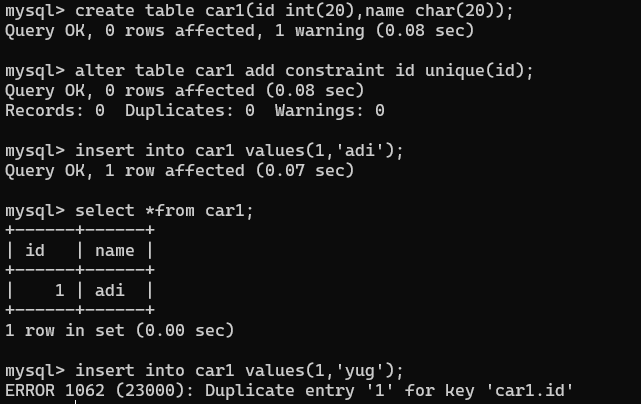 mysql> create table car1(id int(20),name char(20));
Query OK, 0 rows affected, 1 warning (0.08 sec)
mysql> alter table car1 add constraint id unique(id);
Query OK, 0 rows affected (0.08 sec)
Records: 0  Duplicates: 0  Warnings: 0
mysql> insert into car1 values(1,'adi');
Query OK, 1 row affected (0.07 sec)
mysql> select *from car1;
+------+------+
| id   | name |
+------+------+
|    1 | adi  |
+------+------+
1 row in set (0.00 sec)
mysql> insert into car1 values(1,'yug');
ERROR 1062 (23000): Duplicate entry '1' for key 'car1.id'